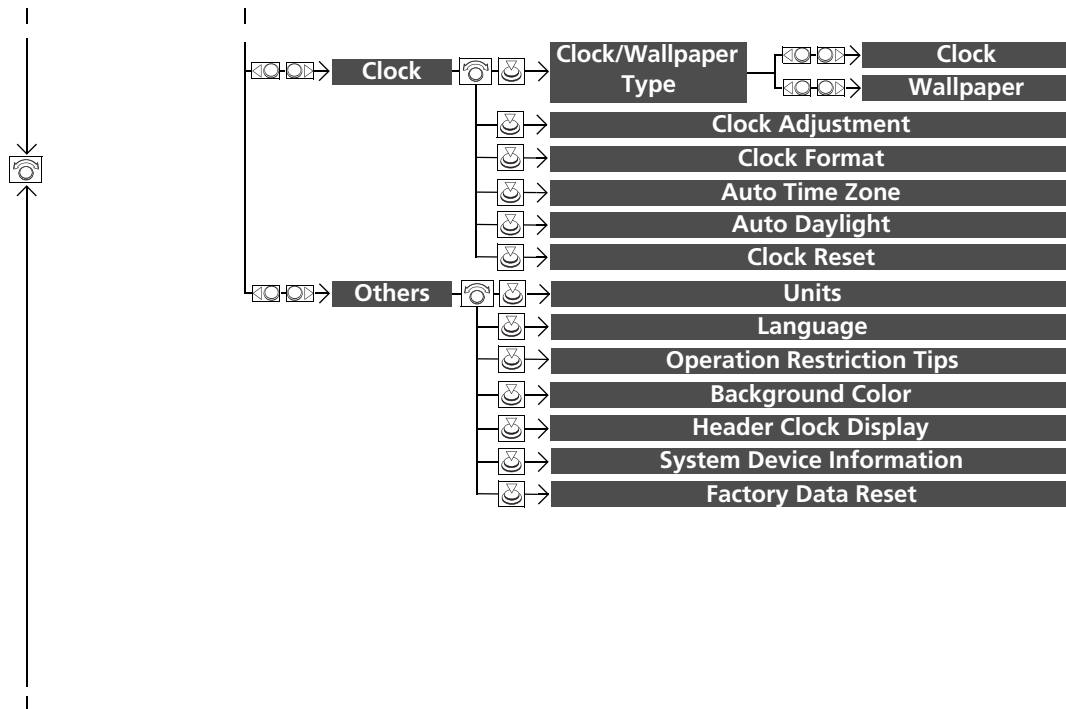 Clock
Clock/Wallpaper
Type
Clock
Wallpaper
Clock Adjustment
Clock Format
Auto Time Zone
Auto Daylight
Clock Reset
Others
Units
Language
Operation Restriction Tips
Background Color
Header Clock Display
System Device Information
Factory Data Reset